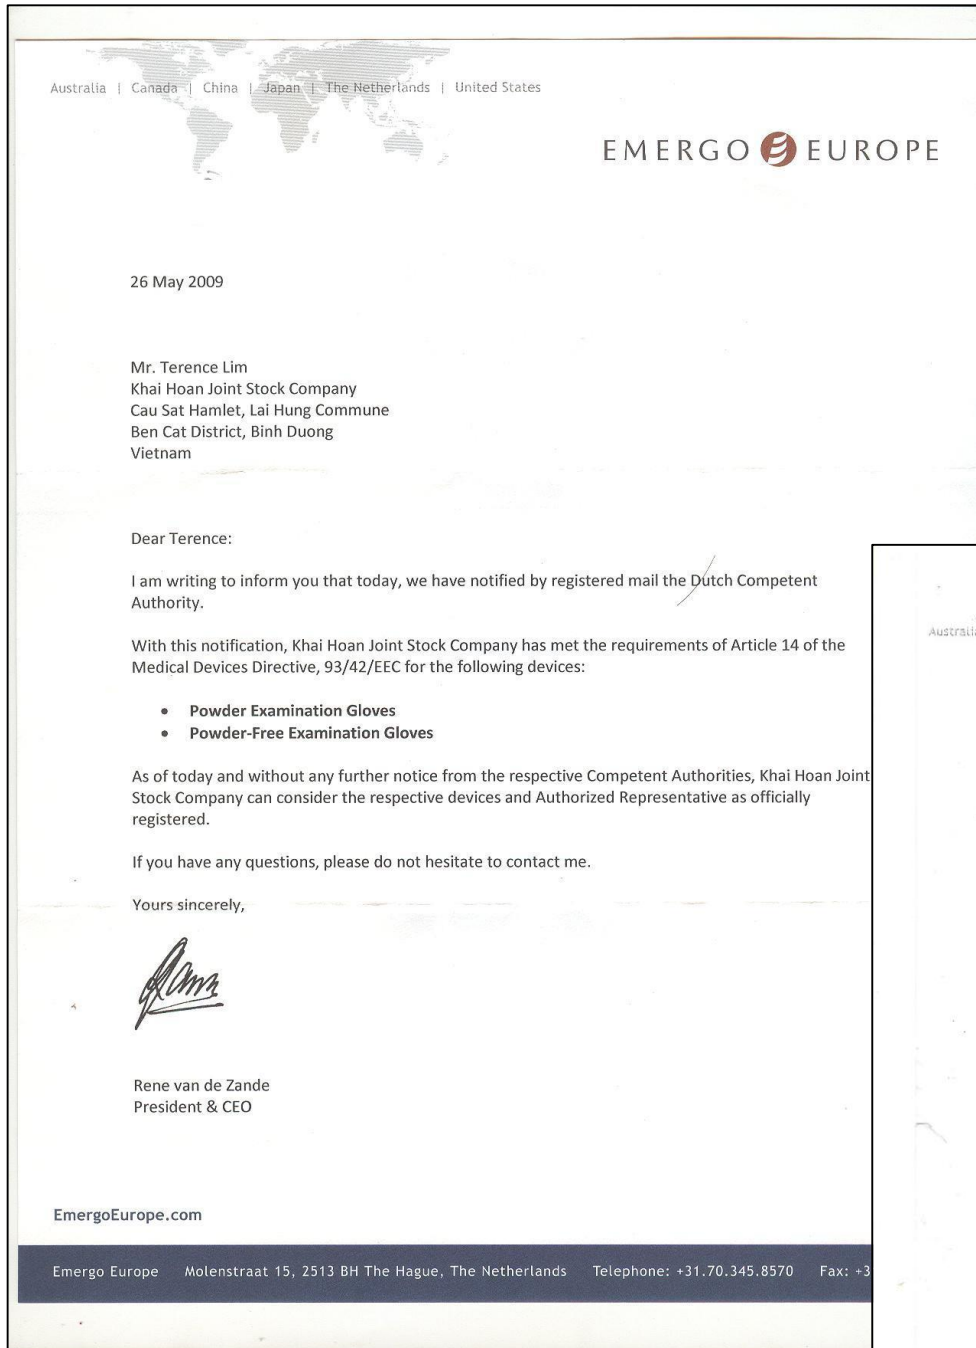 Australia | Canada | China | Japan | The Netherlands | United States
EMERGO EUROPE
26 May 2009
Mr. Terence Lim
Khai Hoan Joint Stock Company
Cau Sat Hamlet, Lai Hung Commune
Ben Cat District, Binh Duong
Vietnam
Dear Terence:
I am writing to inform you that today, we have notified by registered mail the Dutch Competent
Authority.
With this notification, Khai Hoan Joint Stock Company has met the requirements of Article 14 of the
Medical Devices Directive, 93/42/EEC for the following devices:
• Powder Examination Gloves
• Powder-Free Examination Gloves
As of today and without any further notice from the respective Competent Authorities, Khai Hoan Joint
Stock Company can consider the respective devices and Authorized Representative as officially
registered.
If you have any questions, please do not hesitate to contact me.
Yours sincerely,
Rene van de Zande
President & CEO
EmergoEurope.com
Emergo Europe Molenstraat 15, 2513 BH The Hague, The Netherlands Telephone: +31.70.345.8570 Fax: +3